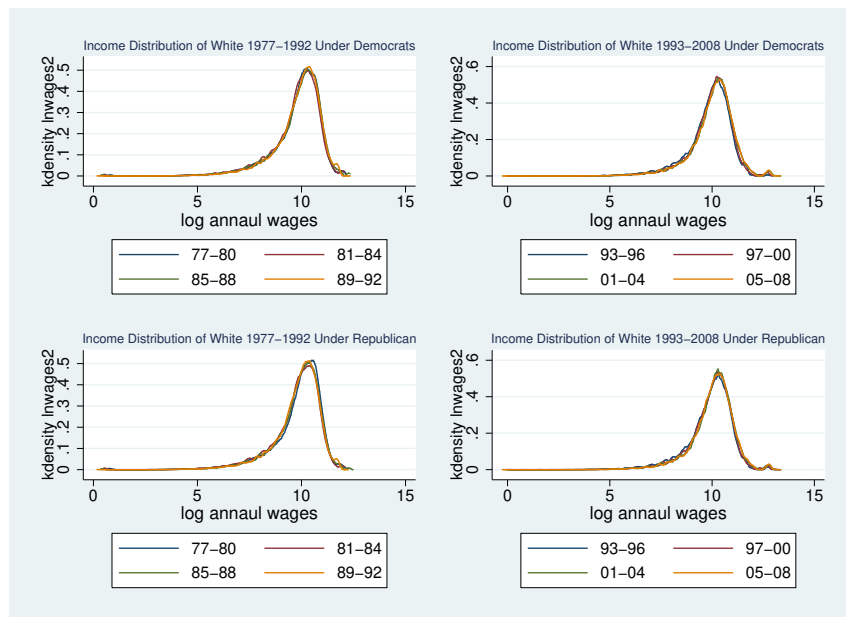 Income Distribution of White 1977−1992 Under Democrats
kdensity lnwages2
0 .1 .2 .3 .4 .5
0 5 10 15
log annaul wages
77−80 81−84
85−88 89−92
Income Distribution of White 1993−2008 Under Democrats
kdensity lnwages2
0 .2 .4 .6
0 5 10 15
log annaul wages
93−96 97−00
01−04 05−08
Income Distribution of White 1977−1992 Under Republican
kdensity lnwages2
0 .1 .2 .3 .4 .5
0 5 10 15
log annaul wages
77−80 81−84
85−88 89−92
Income Distribution of White 1993−2008 Under Republican
kdensity lnwages2
0 .2 .4 .6
0 5 10 15
log annaul wages
93−96 97−00
01−04 05−08